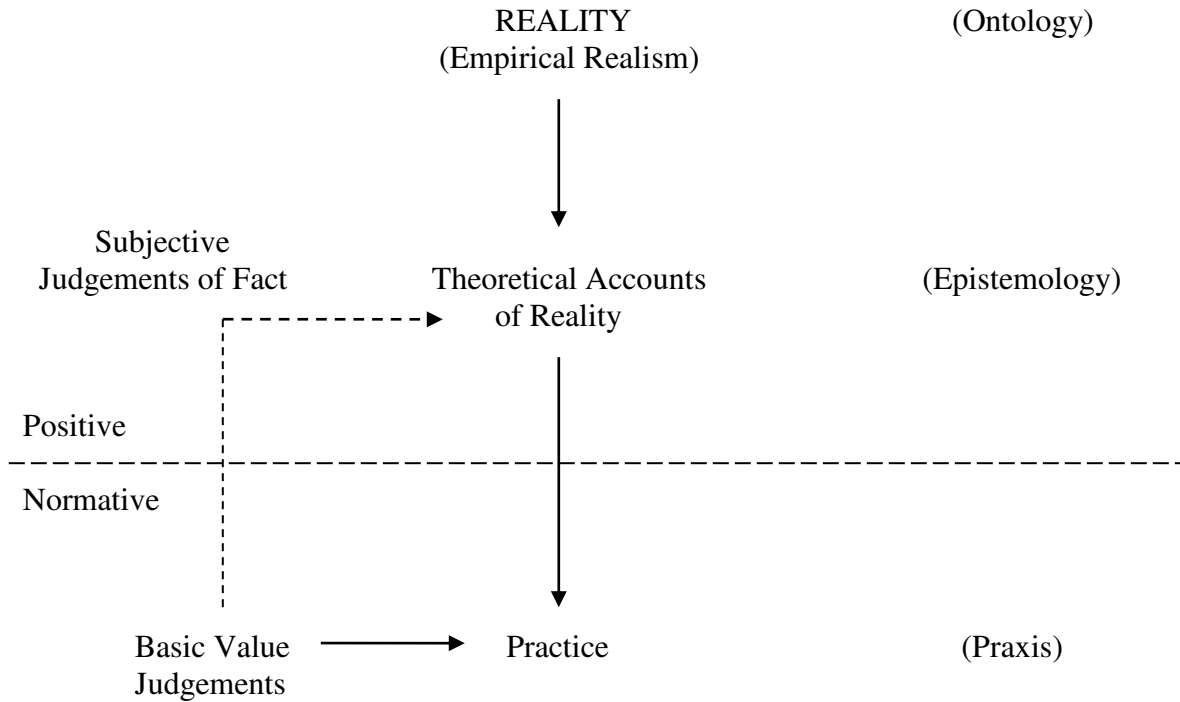 REALITY
(Empirical Realism)
(Ontology)
Subjective
Judgements of Fact
Theoretical Accounts
of Reality
(Epistemology)
Positive
Normative
Basic Value
Judgements
Practice
(Praxis)